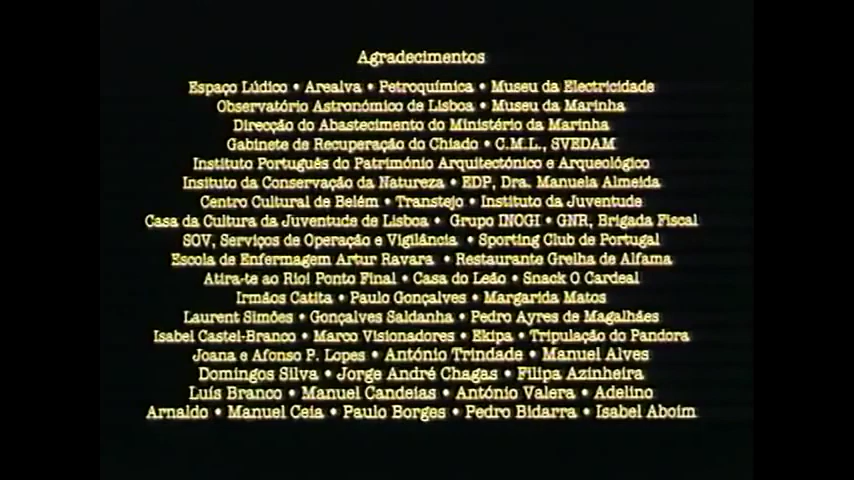 Agradecimentos
Espaço Lúdico • Arealva • Petroquímica • Museu da Electricidade
Observatório Astronómico de Lisboa • Museu da Marinha
Direcção do Abastecimento do Ministério da Marinha
Gabinete de Recuperação do Chiado • C.M.L., SVEDAM
Instituto Português do Património Arquitectónico e Arqueológico
Insituto da Conservação da Natureza • EDP, Dra. Manuela Almeida
Centro Cultural de Belém • Transtejo • Instituto da Juventude
Casa da Cultura da Juventude de Lisboa • Grupo INOGI • GNR, Brigada Fiscal
SOV, Serviços de Operação e Vigilância • Sporting Club de Portugal
Escola de Enfermagem Artur Ravara • Restaurante Grelha de Alfama
Atira-te ao Rio! Ponto Final • Casa do Leão • Snack O Cardeal
Irmãos Catita • Paulo Gonçalves • Margarida Matos
Laurent Simões • Gonçalves Saldanha • Pedro Ayres de Magalhães
Isabel Castel-Branco • Marco Visionadores • Ekipa • Tripulação do Pandora
Joana e Afonso P. Lopes • António Trindade • Manuel Alves
Domingos Silva • Jorge André Chagas • Filipa Azinheira
Luís Branco • Manuel Candeias • António Valera • Adelino
Arnaldo • Manuel Ceia • Paulo Borges • Pedro Bidarra • Isabel Aboim